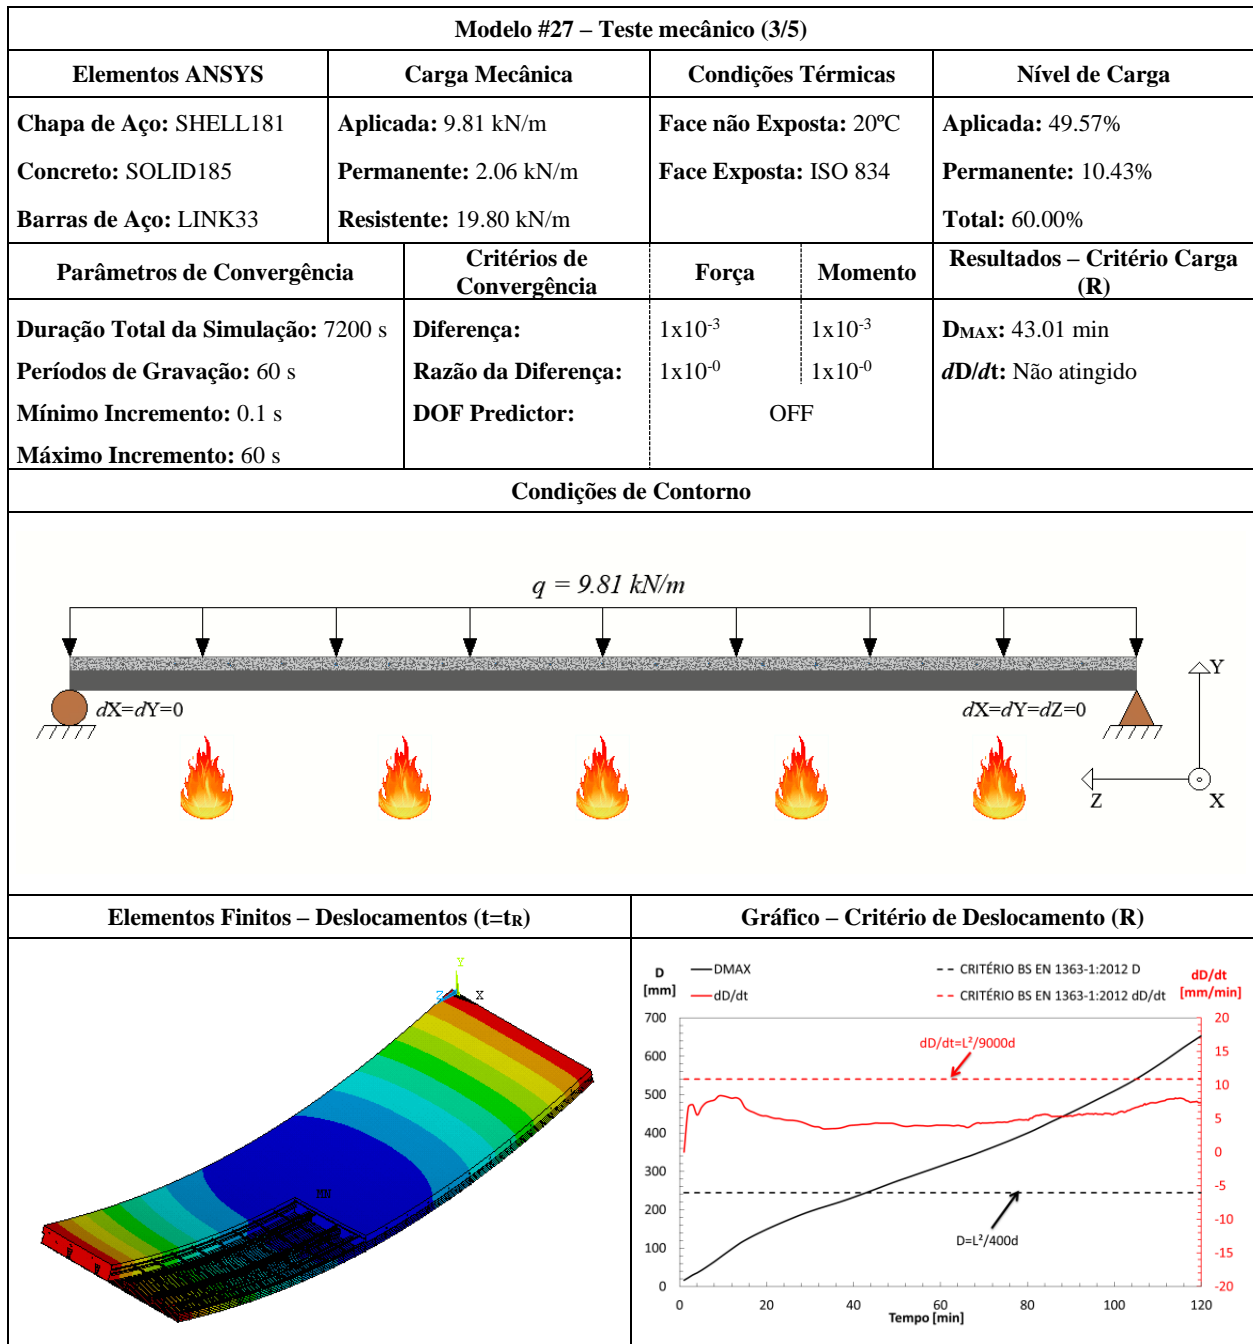 Modelo #27 – Teste mecânico (3/5)
Elementos ANSYS
Carga Mecânica
Condições Térmicas
Nível de Carga
Chapa de Aço: SHELL181
Concreto: SOLID185
Barras de Aço: LINK33
Aplicada: 9.81 kN/m
Permanente: 2.06 kN/m
Resistente: 19.80 kN/m
Face não Exposta: 20ºC
Face Exposta: ISO 834
Aplicada: 49.57%
Permanente: 10.43%
Total: 60.00%
Parâmetros de Convergência
Critérios de
Convergência
Força
Momento
Resultados – Critério Carga
(R)
Duração Total da Simulação: 7200 s
Períodos de Gravação: 60 s
Mínimo Incremento: 0.1 s
Máximo Incremento: 60 s
Diferença: 1x10⁻³ 1x10⁻³
Razão da Diferença: 1x10⁻⁰ 1x10⁻⁰
DOF Predictor: OFF
DMAX: 43.01 min
dD/dt: Não atingido
Condições de Contorno
q = 9.81 kN/m
dX=dY=0
dX=dY=dZ=0
Y
Z
X
Elementos Finitos – Deslocamentos (t=tR)
Gráfico – Critério de Deslocamento (R)
Y
Z
X
MN
D
[mm]
DMAX
dD/dt
CRITÉRIO BS EN 1363-1:2012 D
CRITÉRIO BS EN 1363-1:2012 dD/dt
dD/dt
[mm/min]
700
600
500
400
300
200
100
0
dD/dt=L²/9000d
D=L²/400d
20
15
10
5
0
-5
-10
-15
-20
0 20 40 60 80 100 120
Tempo [min]